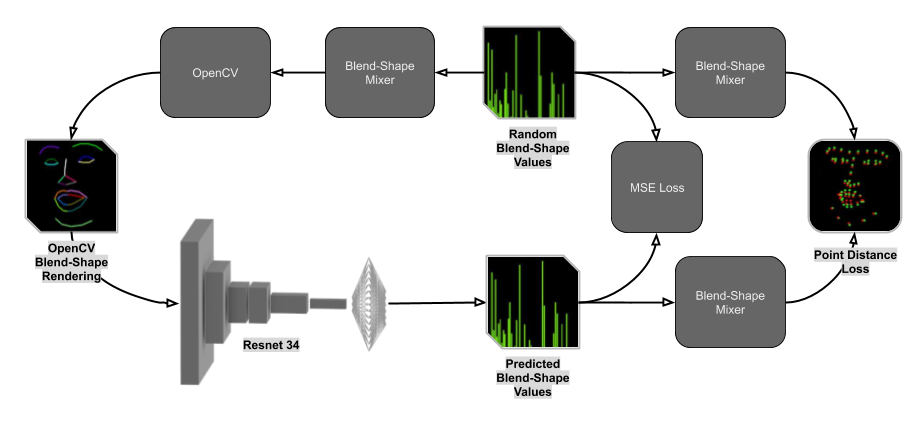 OpenCV
Blend-Shape
Mixer
Random
Blend-Shape
Values
Blend-Shape
Mixer
MSE Loss
OpenCV
Blend-Shape
Rendering
Point Distance
Loss
Resnet 34
Predicted
Blend-Shape
Values
Blend-Shape
Mixer